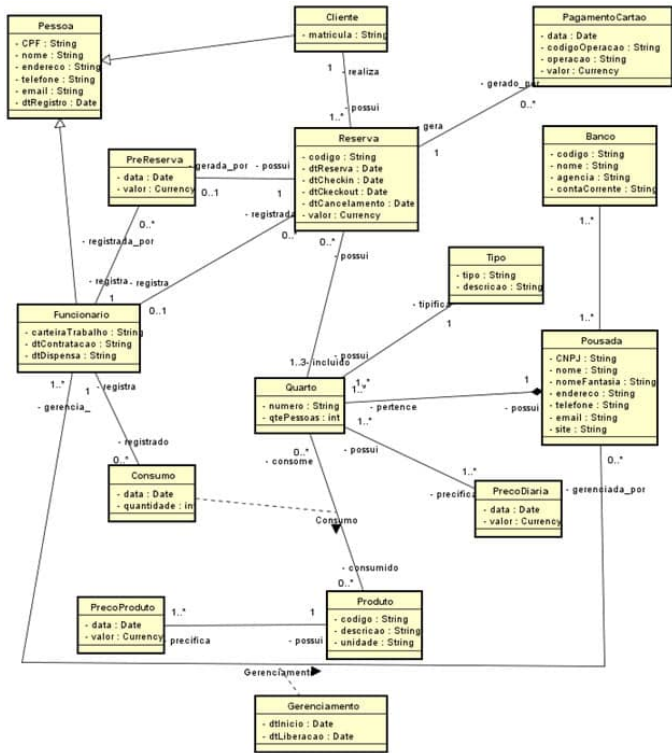 Pessoa
- CPF : String
- nome : String
- endereco : String
- telefone : String
- email : String
- dtRegistro : Date
Cliente
- matricula : String
PagamentoCartao
- data : Date
- codigoOperacao : String
- operacao : String
- valor : Currency
1
- realiza
- possui
1..*
- gerado_por
0..*
- gera
1
Reserva
- codigo : String
- dtReserva : Date
- dtCheckin : Date
- dtCkeckout : Date
- dtCancelamento : Date
- valor : Currency
Banco
- codigo : String
- nome : String
- agencia : String
- contaCorrente : String
PreReserva
- data : Date
- valor : Currency
- gerada_por
- possui
0..1
1
- registrada
0..*
0..*
0..*
- registrada_por
- possui
1..*
Tipo
- tipo : String
- descricao : String
- registra
- registra
1
0..1
- tipifica
1
Funcionario
- carteiraTrabalho : String
- dtContratacao : String
- dtDispensa : String
1..*
Pousada
- CNPJ : String
- nome : String
- nomeFantasia : String
- endereco : String
- telefone : String
- email : String
- site : String
- possui
1..3
- incluido
Quarto
- numero : String
- qtePessoas : int
1..*
1
- pertence
- possui
1..*
- gerencia_
1
- registra
1..*
- possui
0..*
- consome
- registrado
0..*
1..*
- precifica
0..*
- gerenciada_por
Consumo
- data : Date
- quantidade : int
PrecoDiaria
- data : Date
- valor : Currency
Consumo
- consumido
0..*
PrecoProduto
- data : Date
- valor : Currency
1..*
1
precifica
- possui
Produto
- codigo : String
- descricao : String
- unidade : String
Gerenciamento
Gerenciamento
- dtInicio : Date
- dtLiberacao : Date